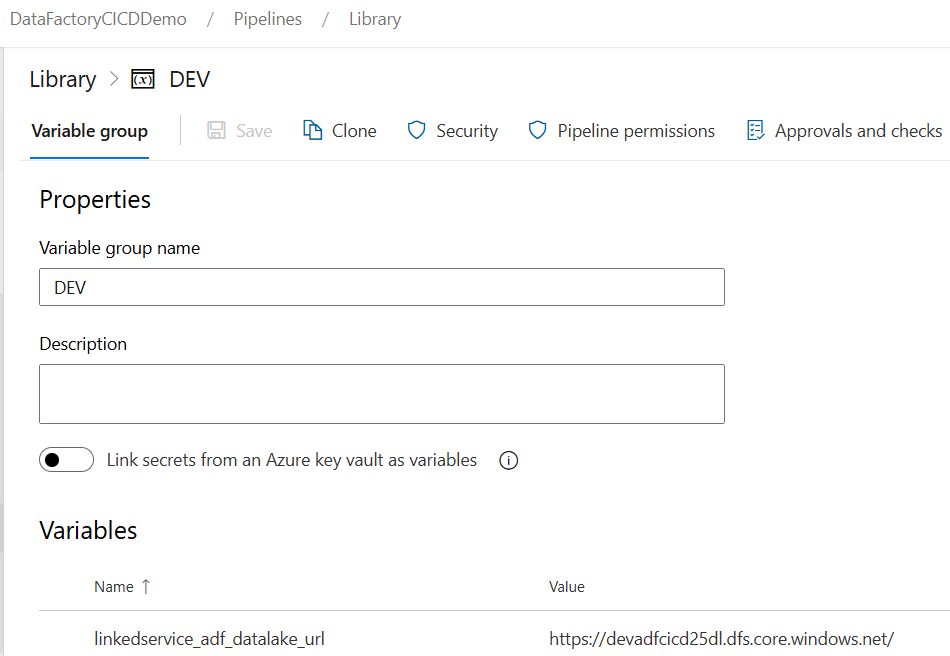 DataFactoryCICDDemo / Pipelines / Library
Library > (x) DEV
Variable group Save Clone Security Pipeline permissions Approvals and checks
Properties
Variable group name
DEV
Description
Link secrets from an Azure key vault as variables i
Variables
Name ↑ Value
linkedservice_adf_datalake_url https://devadfcicd25dl.dfs.core.windows.net/